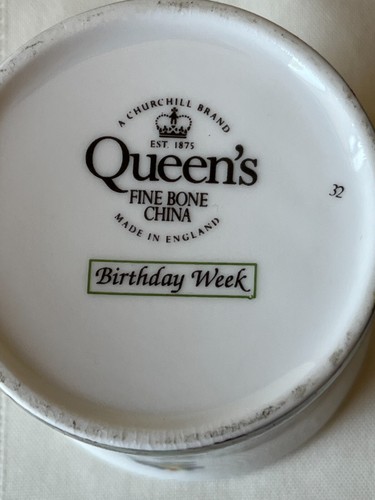 A CHURCHILL BRAND
EST. 1875
Queen's
FINE BONE
CHINA
MADE IN ENGLAND
32
Birthday Week